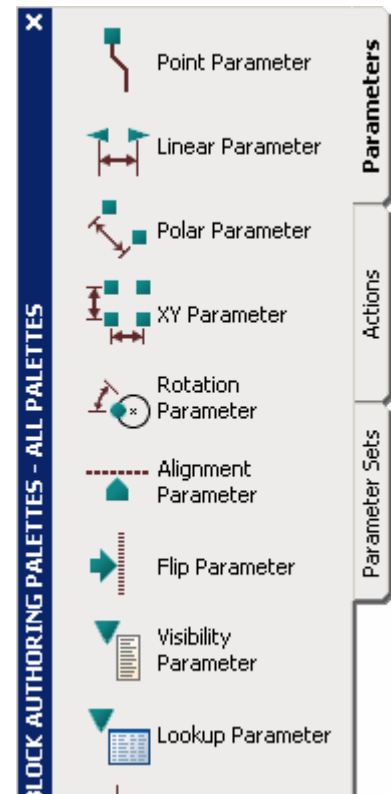 Point Parameter
Linear Parameter
Polar Parameter
XY Parameter
Rotation
Parameter
Alignment
Parameter
Flip Parameter
Visibility
Parameter
Lookup Parameter
Parameters
Actions
Parameter Sets
BLOCK AUTHORING PALETTES - ALL PALETTES